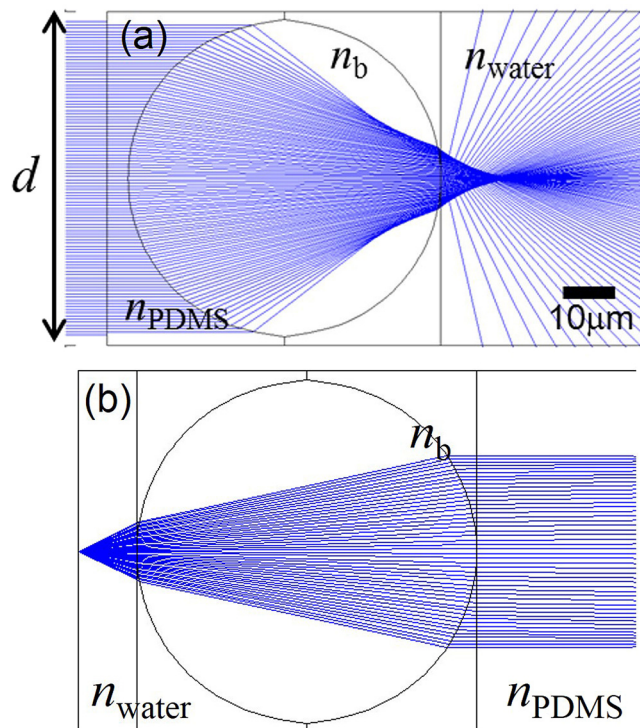 (a)
n_b
n_water
d
n_PDMS
10μm
(b)
n_b
n_water
n_PDMS